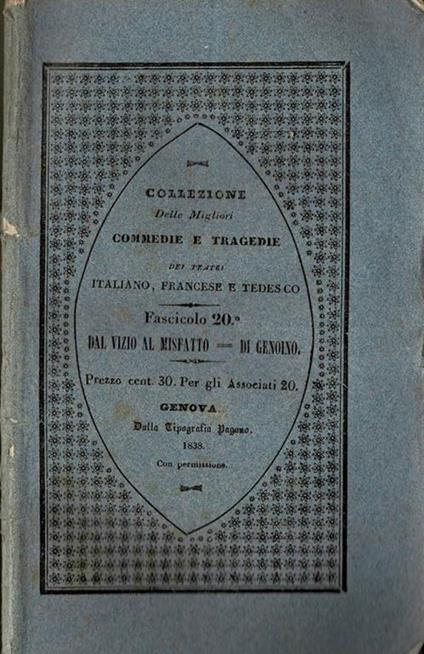 COLLEZIONE
Delle Migliori
COMMEDIE E TRAGEDIE
DEI TEATRI
ITALIANO, FRANCESE E TEDESCO
Fascicolo 20.°
DAL VIZIO AL MISFATTO = DI GENOINO.
Prezzo cent. 30. Per gli Associati 20.
GENOVA
Dalla Tipografia Pagano.
1838.
Con permissione.